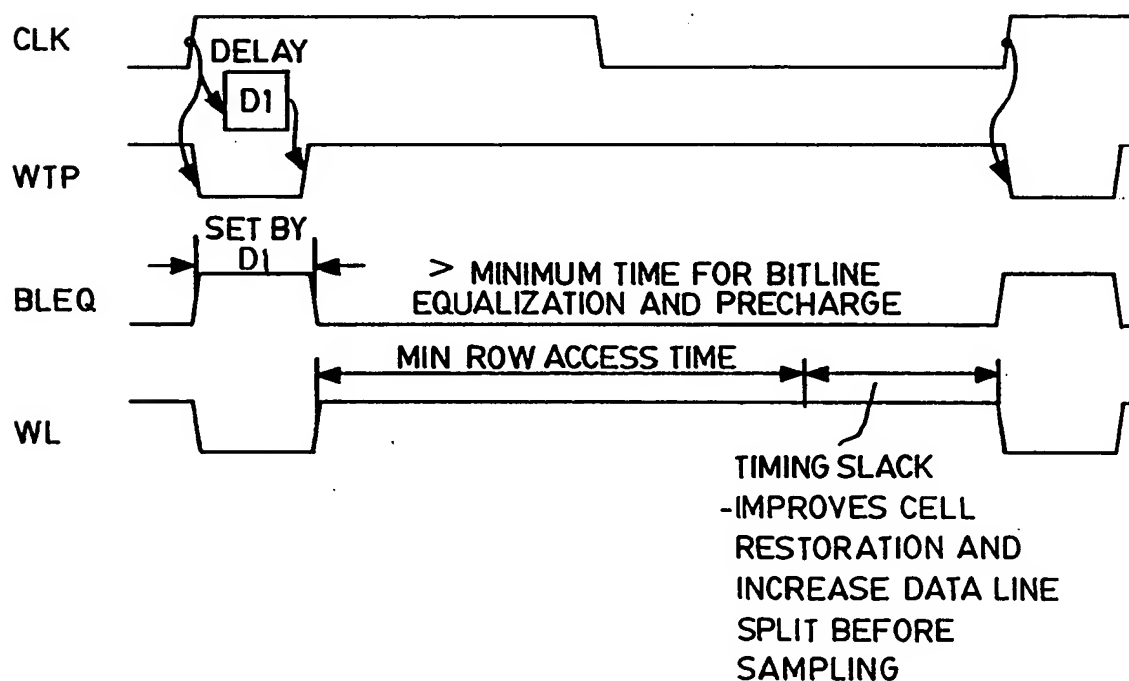 CLK
DELAY
D1
WTP
SET BY
D1
BLEQ
> MINIMUM TIME FOR BITLINE
EQUALIZATION AND PRECHARGE
MIN ROW ACCESS TIME
WL
TIMING SLACK
-IMPROVES CELL
RESTORATION AND
INCREASE DATA LINE
SPLIT BEFORE
SAMPLING